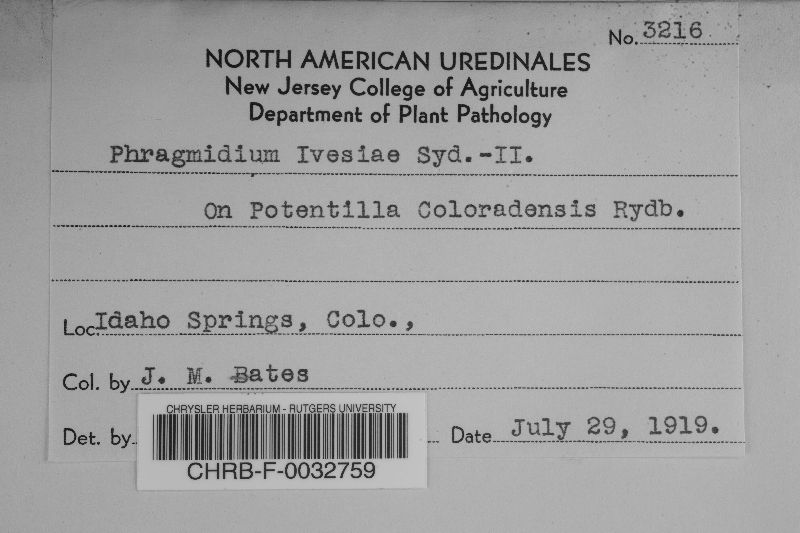 No. 3216
NORTH AMERICAN UREDINALES
New Jersey College of Agriculture
Department of Plant Pathology
Phragmidium Ivesiae Syd.-II.
On Potentilla Coloradensis Rydb.
Loc Idaho Springs, Colo.,
Col. by J. M. Bates
Det. by
Date July 29, 1919.
CHRYSLER HERBARIUM - RUTGERS UNIVERSITY
CHRB-F-0032759